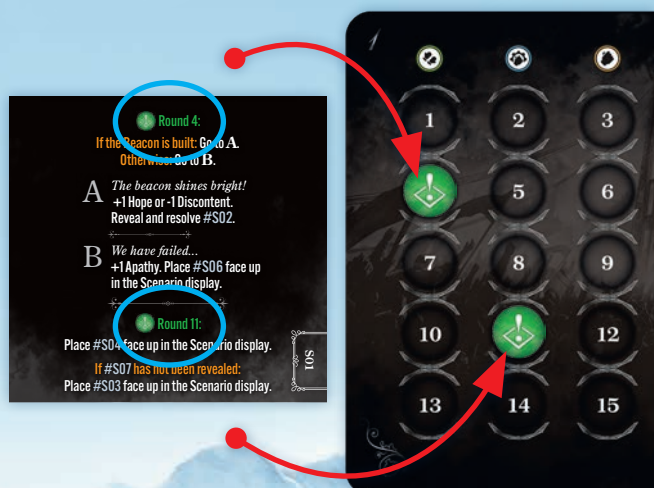 Round 4:
If the Beacon is built: Go to A.
Otherwise: Go to B.
A The beacon shines bright!
+1 Hope or -1 Discontent.
Reveal and resolve #S02.
B We have failed...
+1 Apathy. Place #S06 face up
in the Scenario display.
Round 11:
Place #S04 face up in the Scenario display.
If #S07 has not been revealed:
Place #S03 face up in the Scenario display.
S01
1 2 3
5 6
7 8 9
10 12
13 14 15